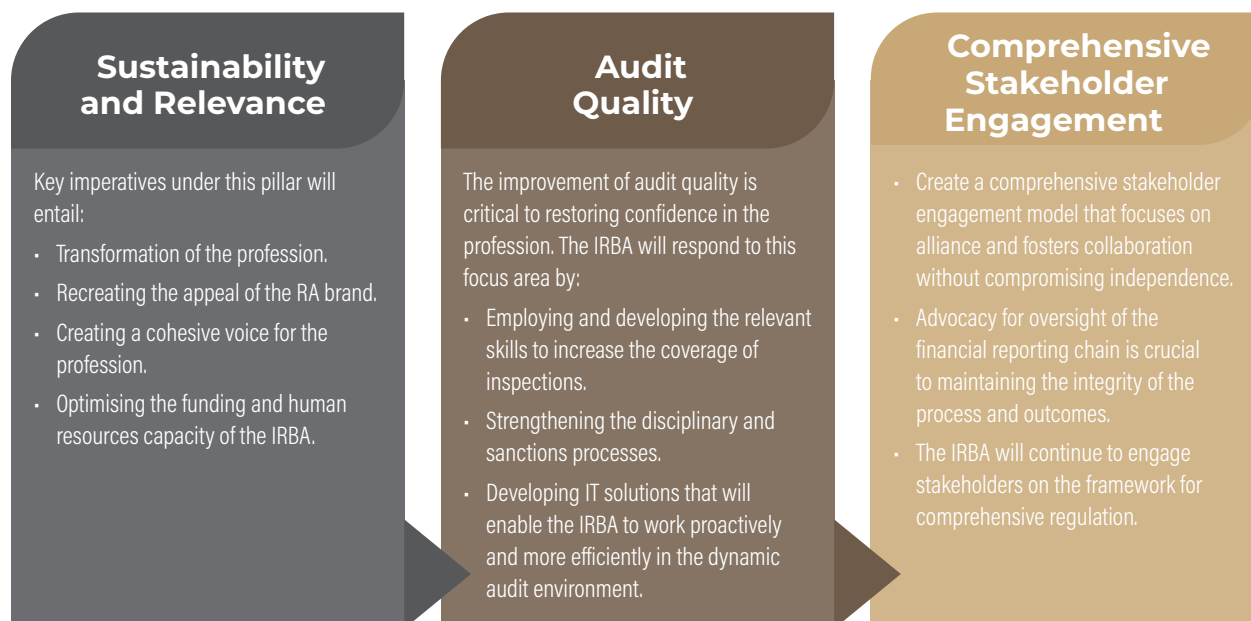 Sustainability
and Relevance
Key imperatives under this pillar will
entail:
• Transformation of the profession.
• Recreating the appeal of the RA brand.
• Creating a cohesive voice for the
profession.
• Optimising the funding and human
resources capacity of the IRBA.
Audit
Quality
The improvement of audit quality is
critical to restoring confidence in the
profession. The IRBA will respond to this
focus area by:
• Employing and developing the relevant
skills to increase the coverage of
inspections.
• Strengthening the disciplinary and
sanctions processes.
• Developing IT solutions that will
enable the IRBA to work proactively
and more efficiently in the dynamic
audit environment.
Comprehensive
Stakeholder
Engagement
• Create a comprehensive stakeholder
engagement model that focuses on
alliance and fosters collaboration
without compromising independence.
• Advocacy for oversight of the
financial reporting chain is crucial
to maintaining the integrity of the
process and outcomes.
• The IRBA will continue to engage
stakeholders on the framework for
comprehensive regulation.